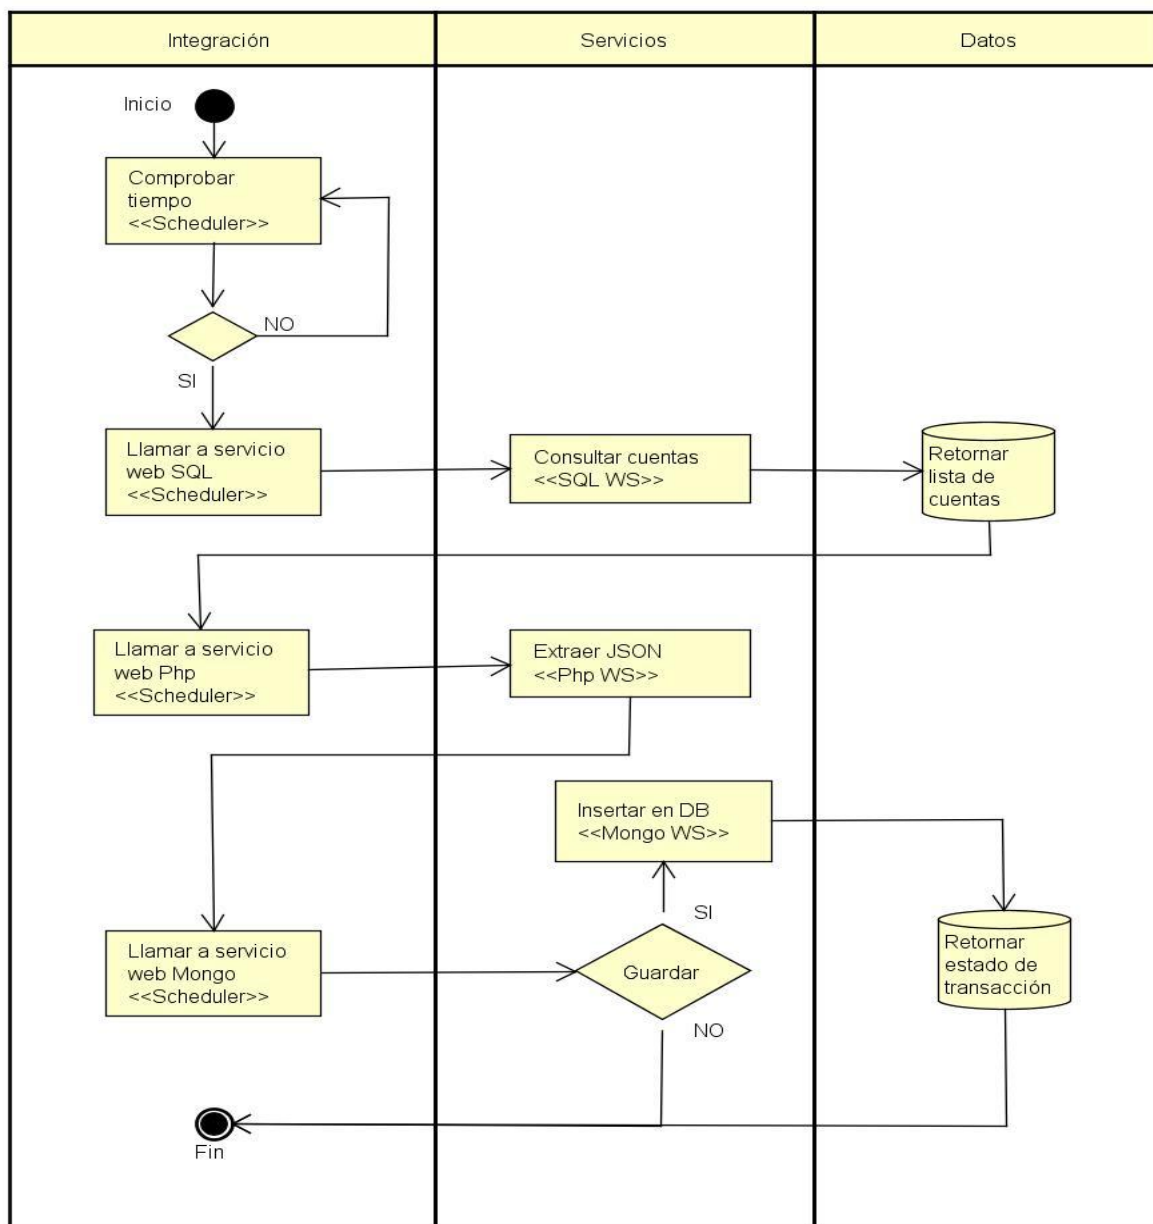 Integración
Servicios
Datos
Inicio
Comprobar
tiempo
<<Scheduler>>
NO
SI
Llamar a servicio
web SQL
<<Scheduler>>
Consultar cuentas
<<SQL WS>>
Retornar
lista de
cuentas
Llamar a servicio
web Php
<<Scheduler>>
Extraer JSON
<<Php WS>>
Insertar en DB
<<Mongo WS>>
SI
Llamar a servicio
web Mongo
<<Scheduler>>
Guardar
Retornar
estado de
transacción
NO
Fin